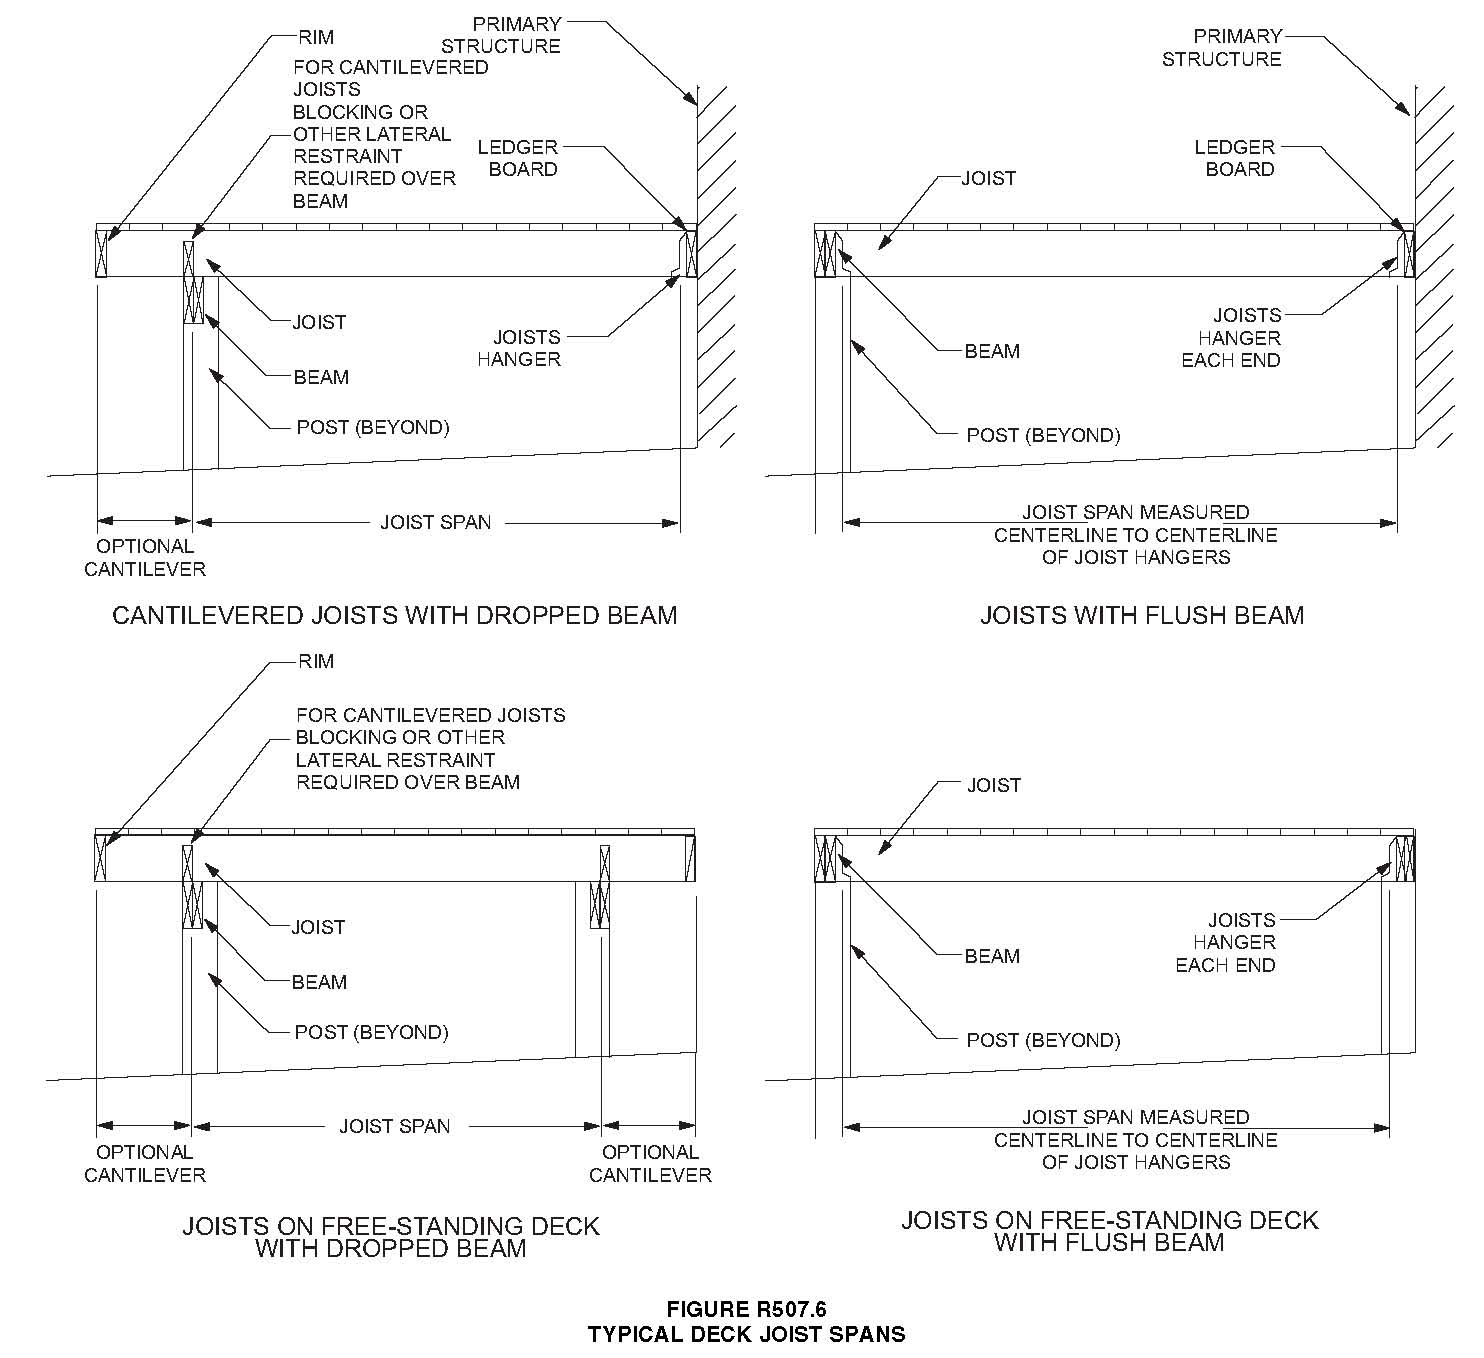 RIM
FOR CANTILEVERED
JOISTS
BLOCKING OR
OTHER LATERAL
RESTRAINT
REQUIRED OVER
BEAM
PRIMARY
STRUCTURE
LEDGER
BOARD
JOIST
BEAM
POST (BEYOND)
JOISTS
HANGER
OPTIONAL
CANTILEVER
JOIST SPAN
CANTILEVERED JOISTS WITH DROPPED BEAM
PRIMARY
STRUCTURE
LEDGER
BOARD
JOIST
JOISTS
HANGER
EACH END
BEAM
POST (BEYOND)
JOIST SPAN MEASURED
CENTERLINE TO CENTERLINE
OF JOIST HANGERS
JOISTS WITH FLUSH BEAM
RIM
FOR CANTILEVERED JOISTS
BLOCKING OR OTHER
LATERAL RESTRAINT
REQUIRED OVER BEAM
JOIST
BEAM
POST (BEYOND)
OPTIONAL
CANTILEVER
JOIST SPAN
OPTIONAL
CANTILEVER
JOISTS ON FREE-STANDING DECK
WITH DROPPED BEAM
JOIST
JOISTS
HANGER
EACH END
BEAM
POST (BEYOND)
JOIST SPAN MEASURED
CENTERLINE TO CENTERLINE
OF JOIST HANGERS
JOISTS ON FREE-STANDING DECK
WITH FLUSH BEAM
FIGURE R507.6
TYPICAL DECK JOIST SPANS